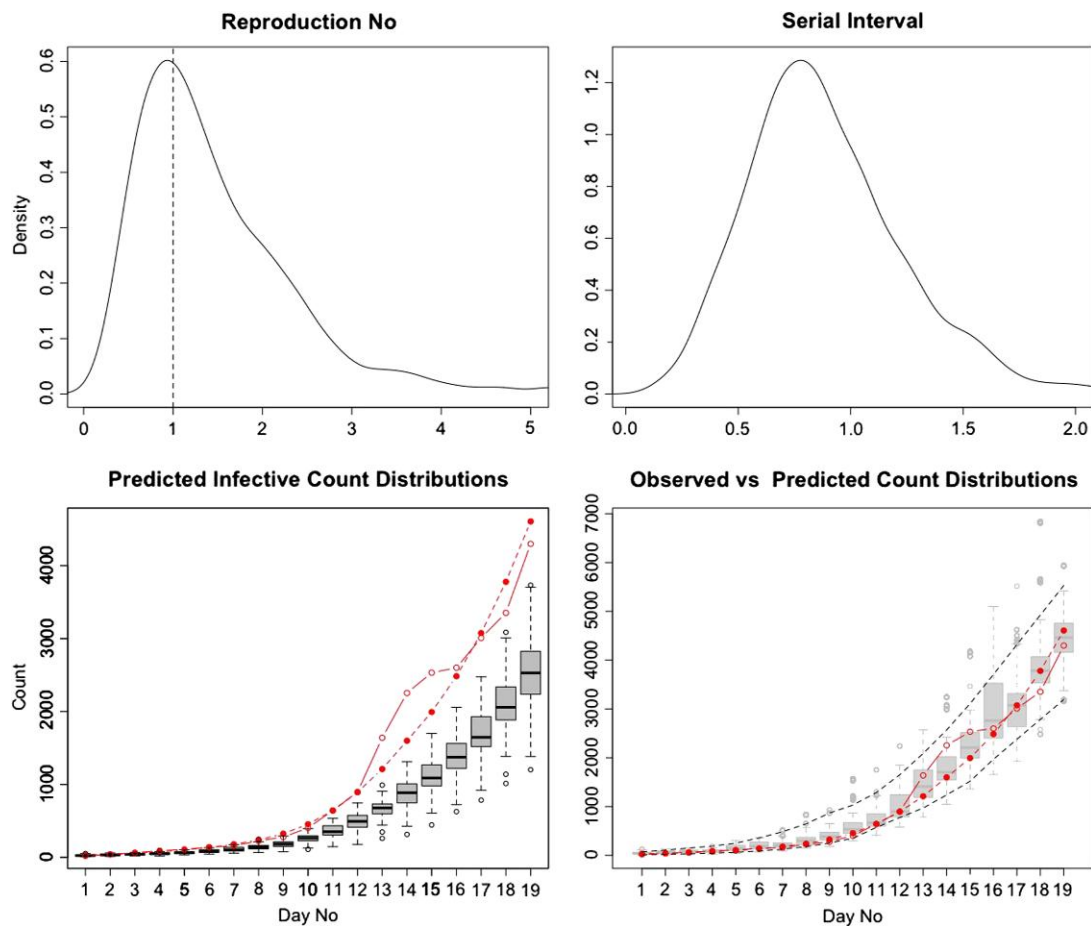 Reproduction No
Serial Interval
Density
0.0 0.1 0.2 0.3 0.4 0.5 0.6
0 1 2 3 4 5
0.0 0.2 0.4 0.6 0.8 1.0 1.2
0.0 0.5 1.0 1.5 2.0
Predicted Infective Count Distributions
Observed vs Predicted Count Distributions
Count
0 1000 2000 3000 4000
1 2 3 4 5 6 7 8 9 10 11 12 13 14 15 16 17 18 19
Day No
0 1000 2000 3000 4000 5000 6000 7000
1 2 3 4 5 6 7 8 9 10 11 12 13 14 15 16 17 18 19
Day No